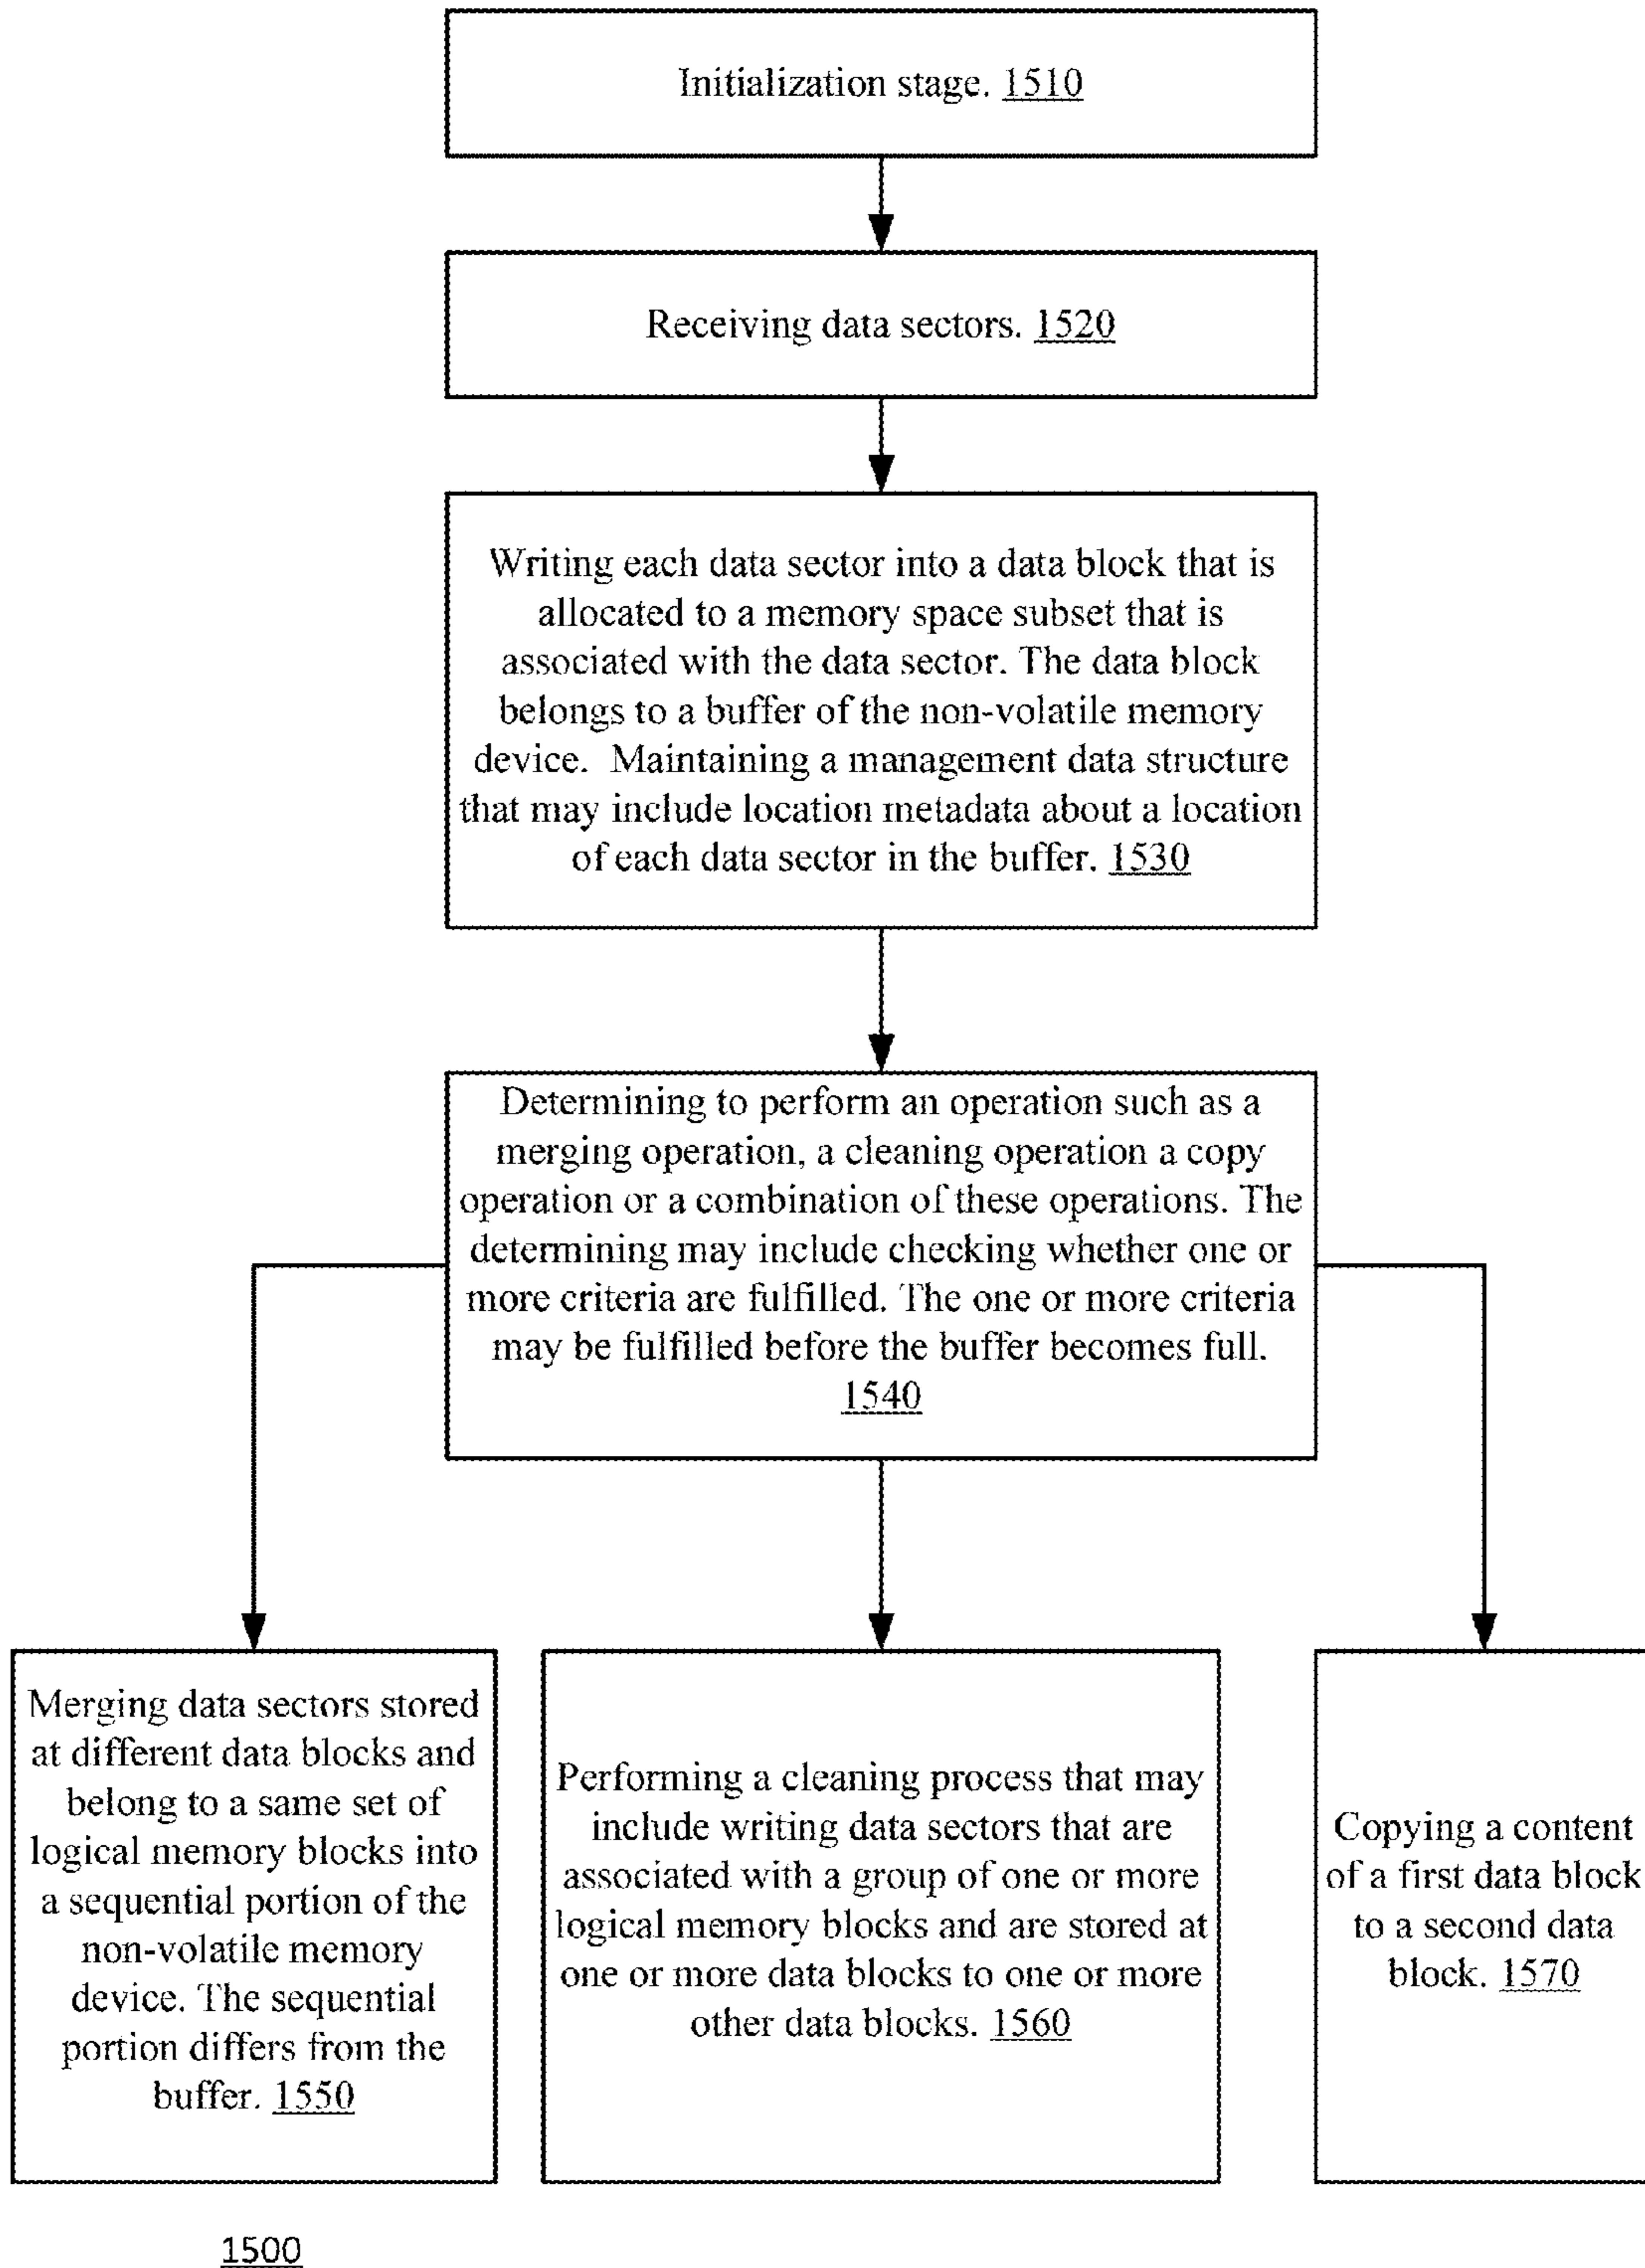 Initialization stage. 1510
Receiving data sectors. 1520
Writing each data sector into a data block that is
allocated to a memory space subset that is
associated with the data sector. The data block
belongs to a buffer of the non-volatile memory
device. Maintaining a management data structure
that may include location metadata about a location
of each data sector in the buffer. 1530
Determining to perform an operation such as a
merging operation, a cleaning operation a copy
operation or a combination of these operations. The
determining may include checking whether one or
more criteria are fulfilled. The one or more criteria
may be fulfilled before the buffer becomes full.
1540
Merging data sectors stored
at different data blocks and
belong to a same set of
logical memory blocks into
a sequential portion of the
non-volatile memory
device. The sequential
portion differs from the
buffer. 1550
Performing a cleaning process that may
include writing data sectors that are
associated with a group of one or more
logical memory blocks and are stored at
one or more data blocks to one or more
other data blocks. 1560
Copying a content
of a first data block
to a second data
block. 1570
1500